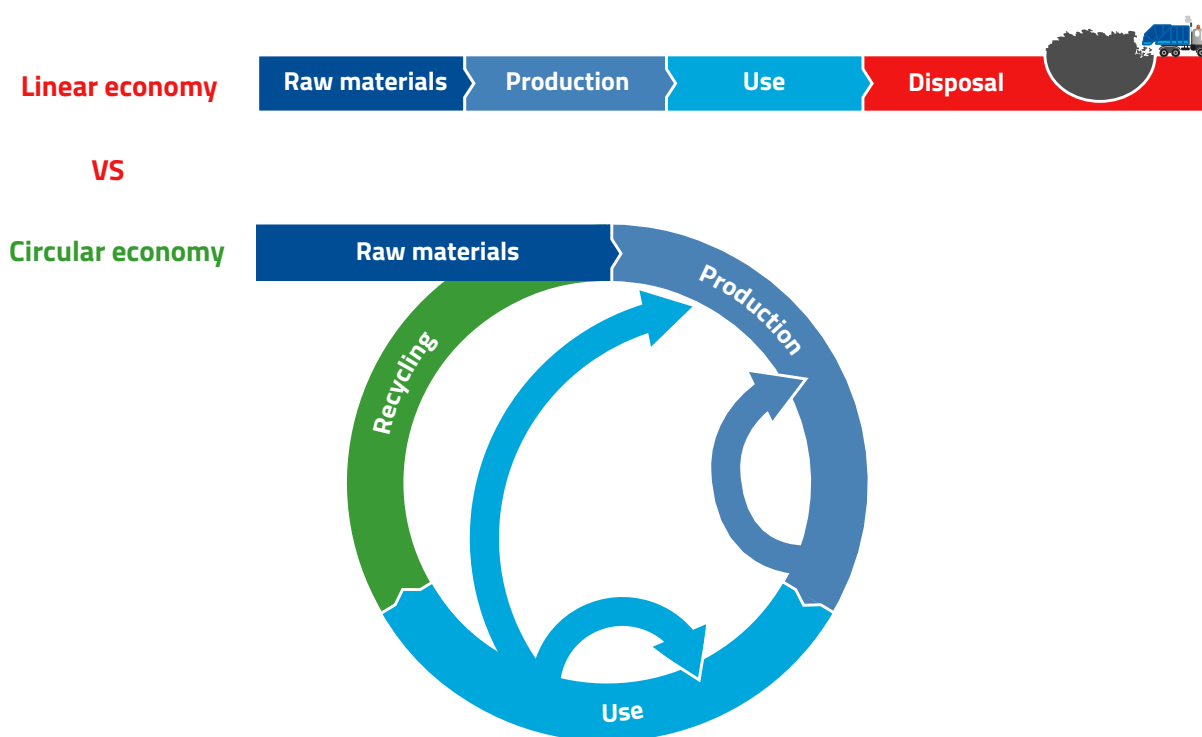 Linear economy
Raw materials
Production
Use
Disposal
VS
Circular economy
Raw materials
Production
Recycling
Use